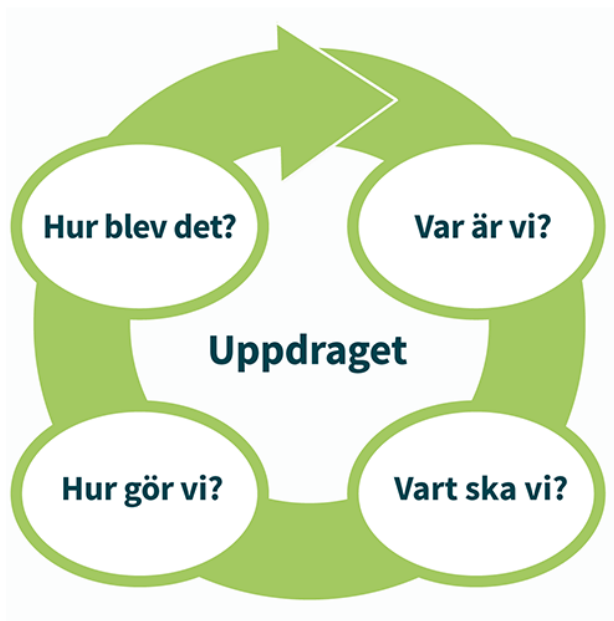 Hur blev det?
Var är vi?
Uppdraget
Hur gör vi?
Vart ska vi?